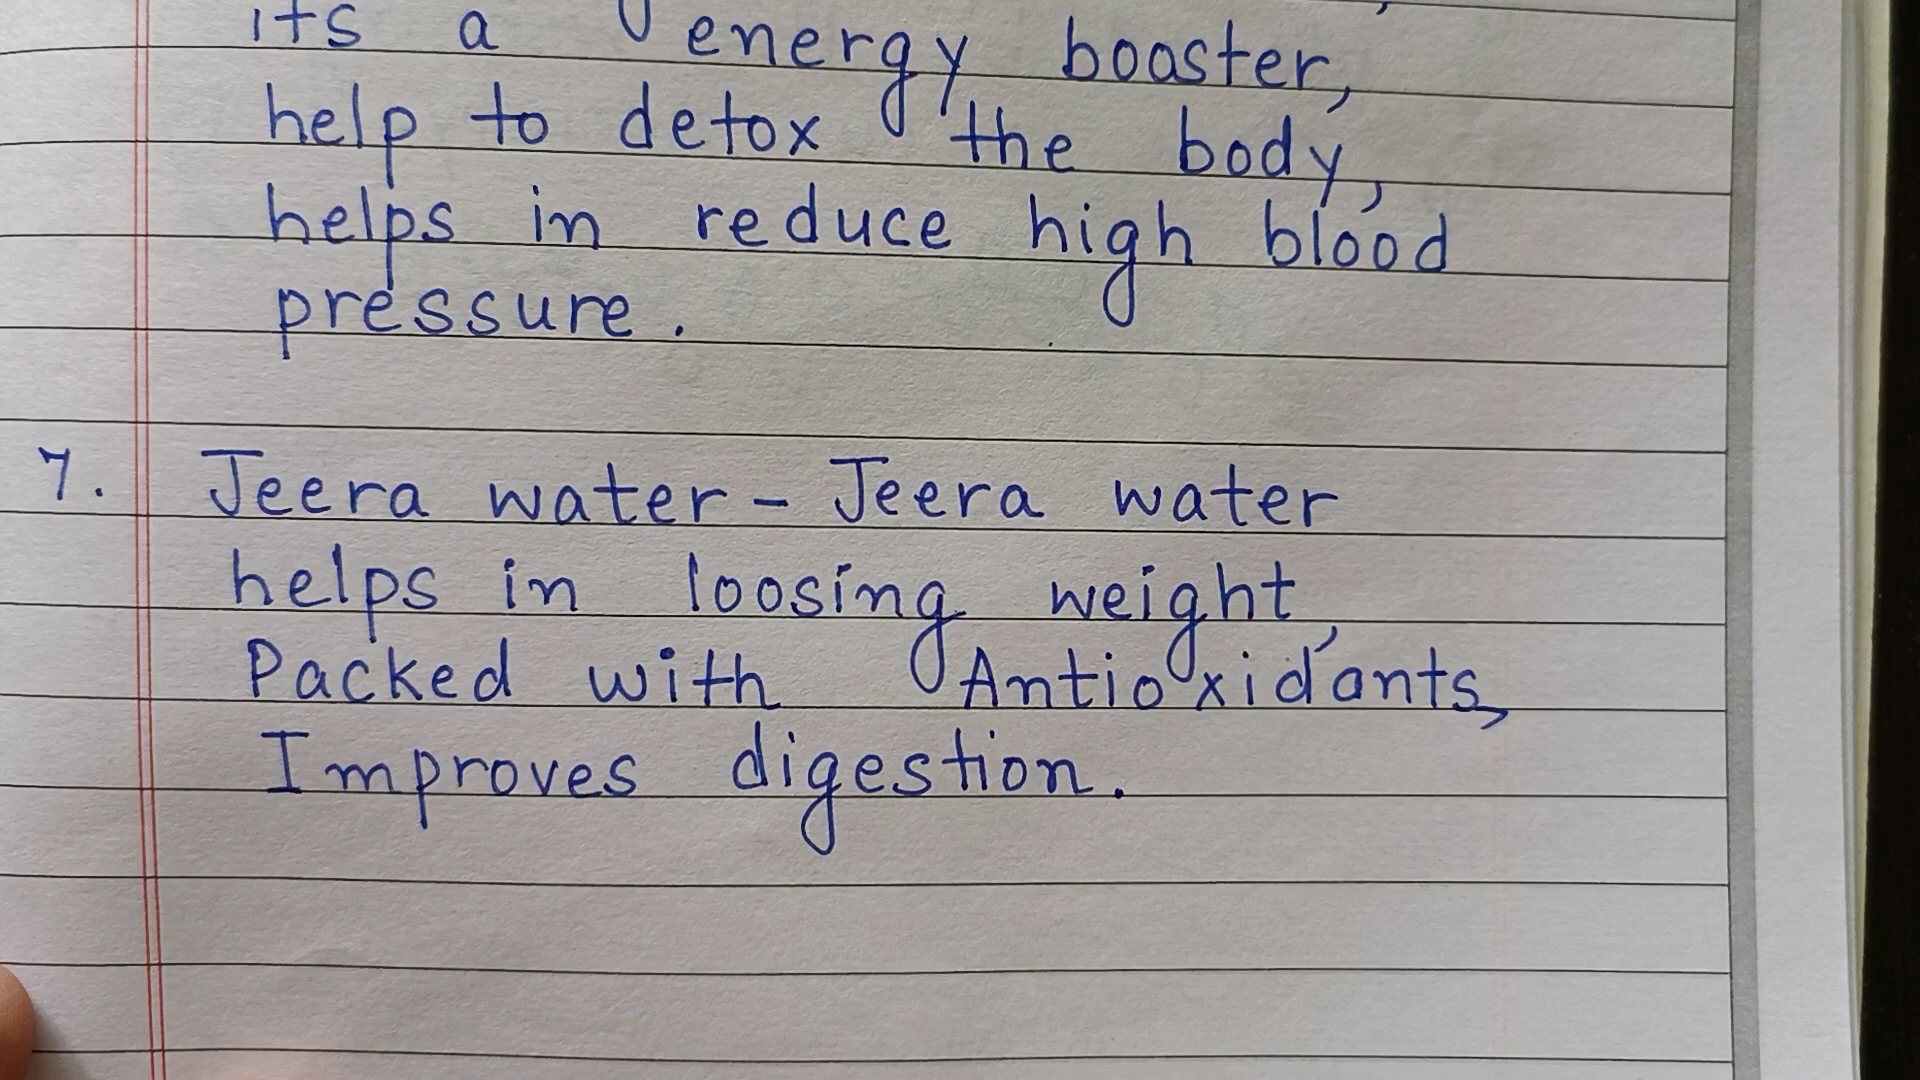 its a energy booster,
help to detox the body,
helps in reduce high blood
pressure.
7. Jeera water - Jeera water
helps in loosing weight,
Packed with Antioxidants,
Improves digestion.